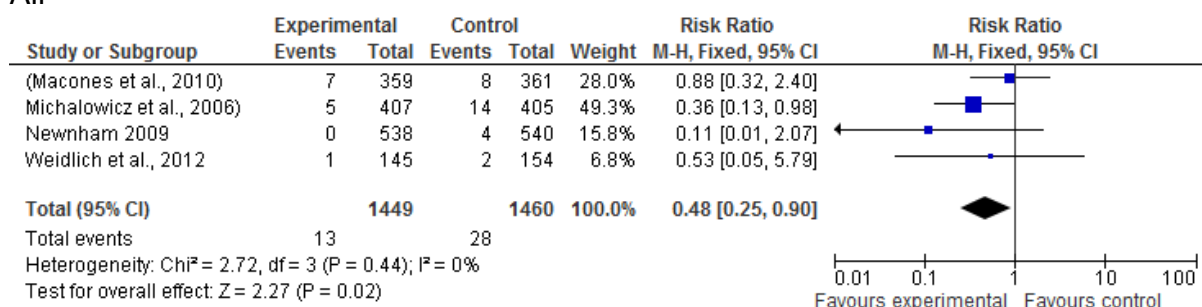 Experimental Control Risk Ratio Risk Ratio
Study or Subgroup Events Total Events Total Weight M-H, Fixed, 95% CI M-H, Fixed, 95% CI
(Macones et al., 2010) 7 359 8 361 28.0% 0.88 [0.32, 2.40]
Michalowicz et al., 2006) 5 407 14 405 49.3% 0.36 [0.13, 0.98]
Newnham 2009 0 538 4 540 15.8% 0.11 [0.01, 2.07]
Weidlich et al., 2012 1 145 2 154 6.8% 0.53 [0.05, 5.79]
Total (95% CI) 1449 1460 100.0% 0.48 [0.25, 0.90]
Total events 13 28
Heterogeneity: Chi² = 2.72, df = 3 (P = 0.44); I² = 0%
Test for overall effect: Z = 2.27 (P = 0.02)
0.01 0.1 1 10 100
Favours experimental Favours control